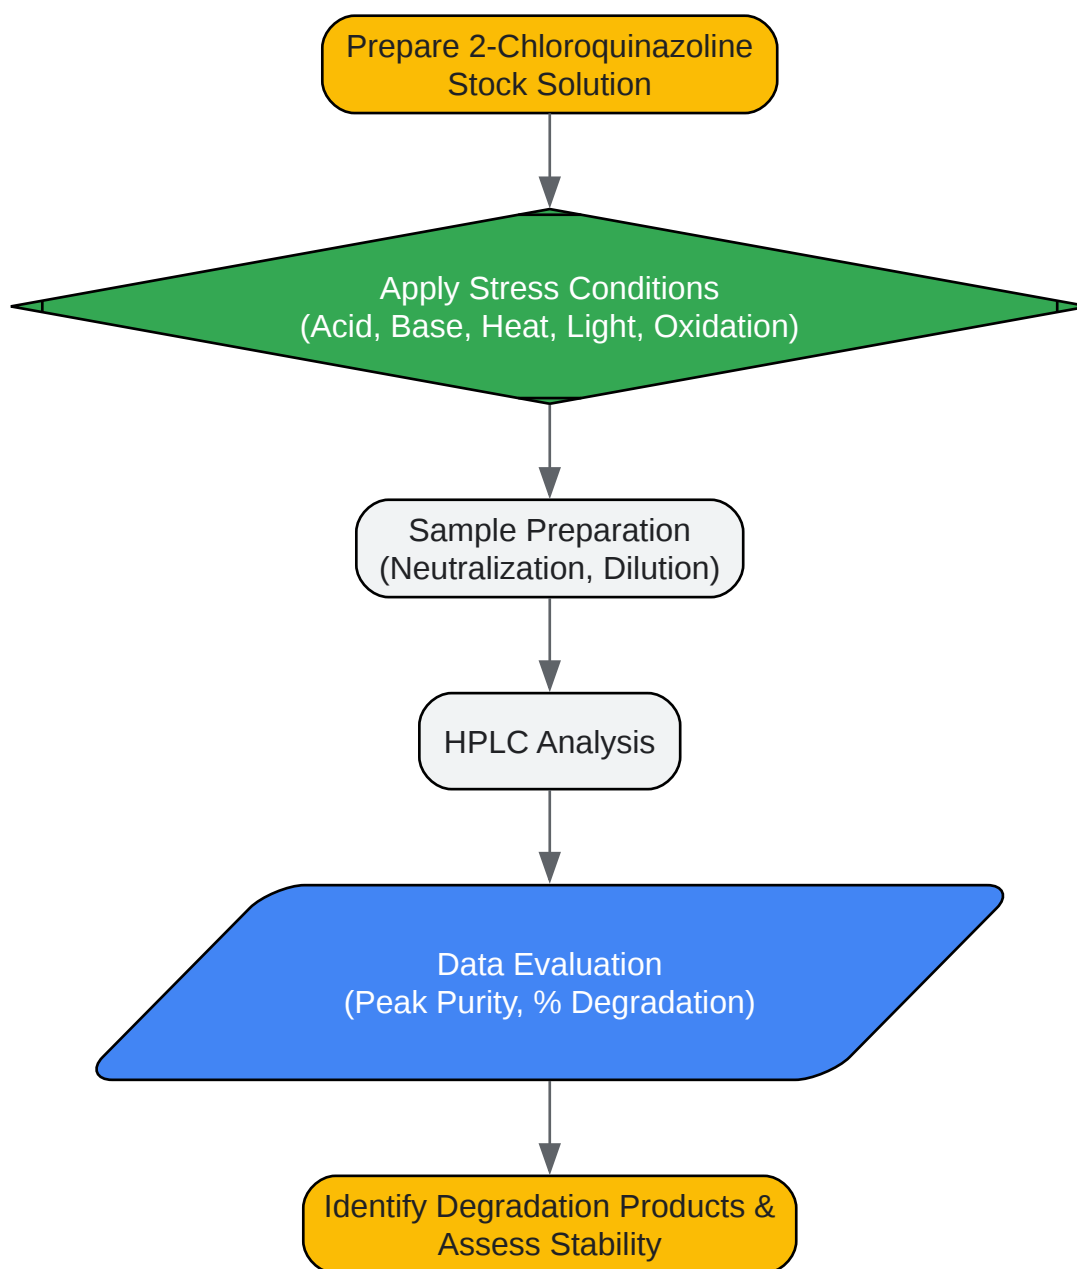 Prepare 2-Chloroquinazoline
Stock Solution
Apply Stress Conditions
(Acid, Base, Heat, Light, Oxidation)
Sample Preparation
(Neutralization, Dilution)
HPLC Analysis
Data Evaluation
(Peak Purity, % Degradation)
Identify Degradation Products &
Assess Stability